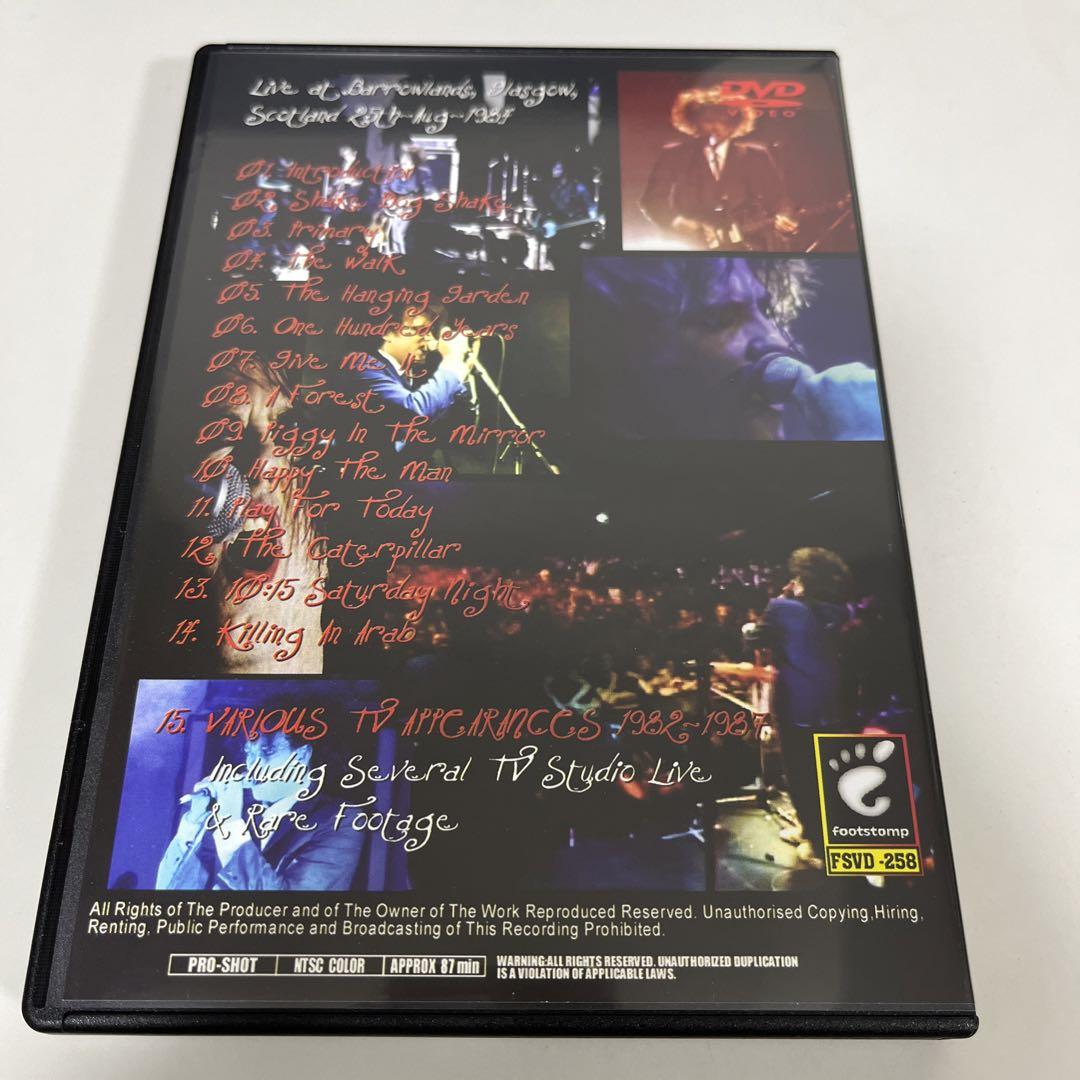 Live at Barrowlands, Glasgow,
Scotland 25th-Aug-1984
DVD
VIDEO
01. Introduction
02. Shake Dog Shake
03. Primary
04. The Walk
05. The Hanging Garden
06. One Hundred Years
07. Give Me It
08. A Forest
09. Piggy In The Mirror
10. Happy The Man
11. Play For Today
12. The Caterpillar
13. 10:15 Saturday Night
14. Killing An Arab
15. VARIOUS TV APPEARANCES 1982~1987
Including Several TV Studio Live
& Rare Footage
footstomp
FSVD -258
All Rights of The Producer and of The Owner of The Work Reproduced Reserved. Unauthorised Copying,Hiring,
Renting, Public Performance and Broadcasting of This Recording Prohibited.
PRO-SHOT NTSC COLOR APPROX 87 min
WARNING:ALL RIGHTS RESERVED. UNAUTHORIZED DUPLICATION
IS A VIOLATION OF APPLICABLE LAWS.